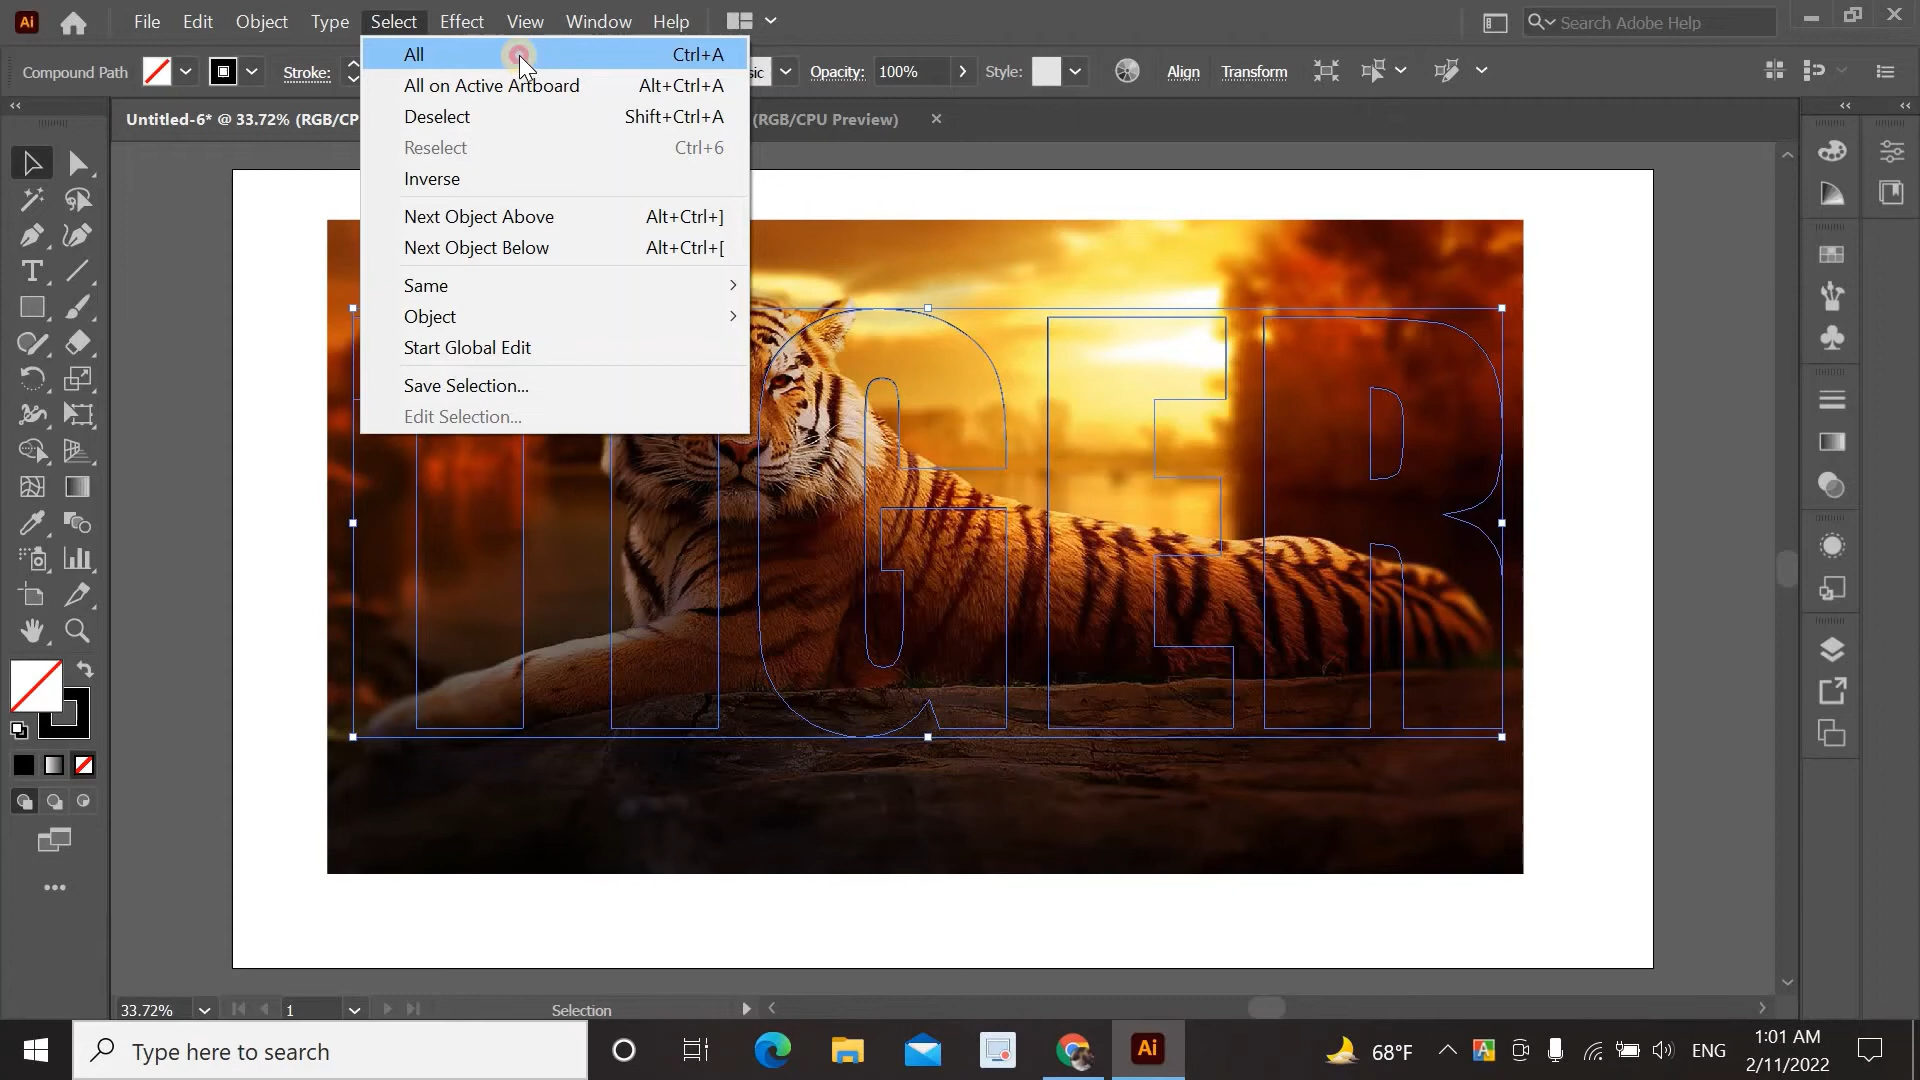 Ai File Edit Object Type Select Effect View Window Help Search Adobe Help
Compound Path Stroke: sic Opacity: 100% Style: Align Transform
Untitled-6* @ 33.72% (RGB/CP (RGB/CPU Preview)
All Ctrl+A
All on Active Artboard Alt+Ctrl+A
Deselect Shift+Ctrl+A
Reselect Ctrl+6
Inverse
Next Object Above Alt+Ctrl+]
Next Object Below Alt+Ctrl+[
Same
Object
Start Global Edit
Save Selection...
Edit Selection...
TIGER
33.72% 1 Selection
Type here to search Ai 68°F A ENG 1:01 AM
2/11/2022